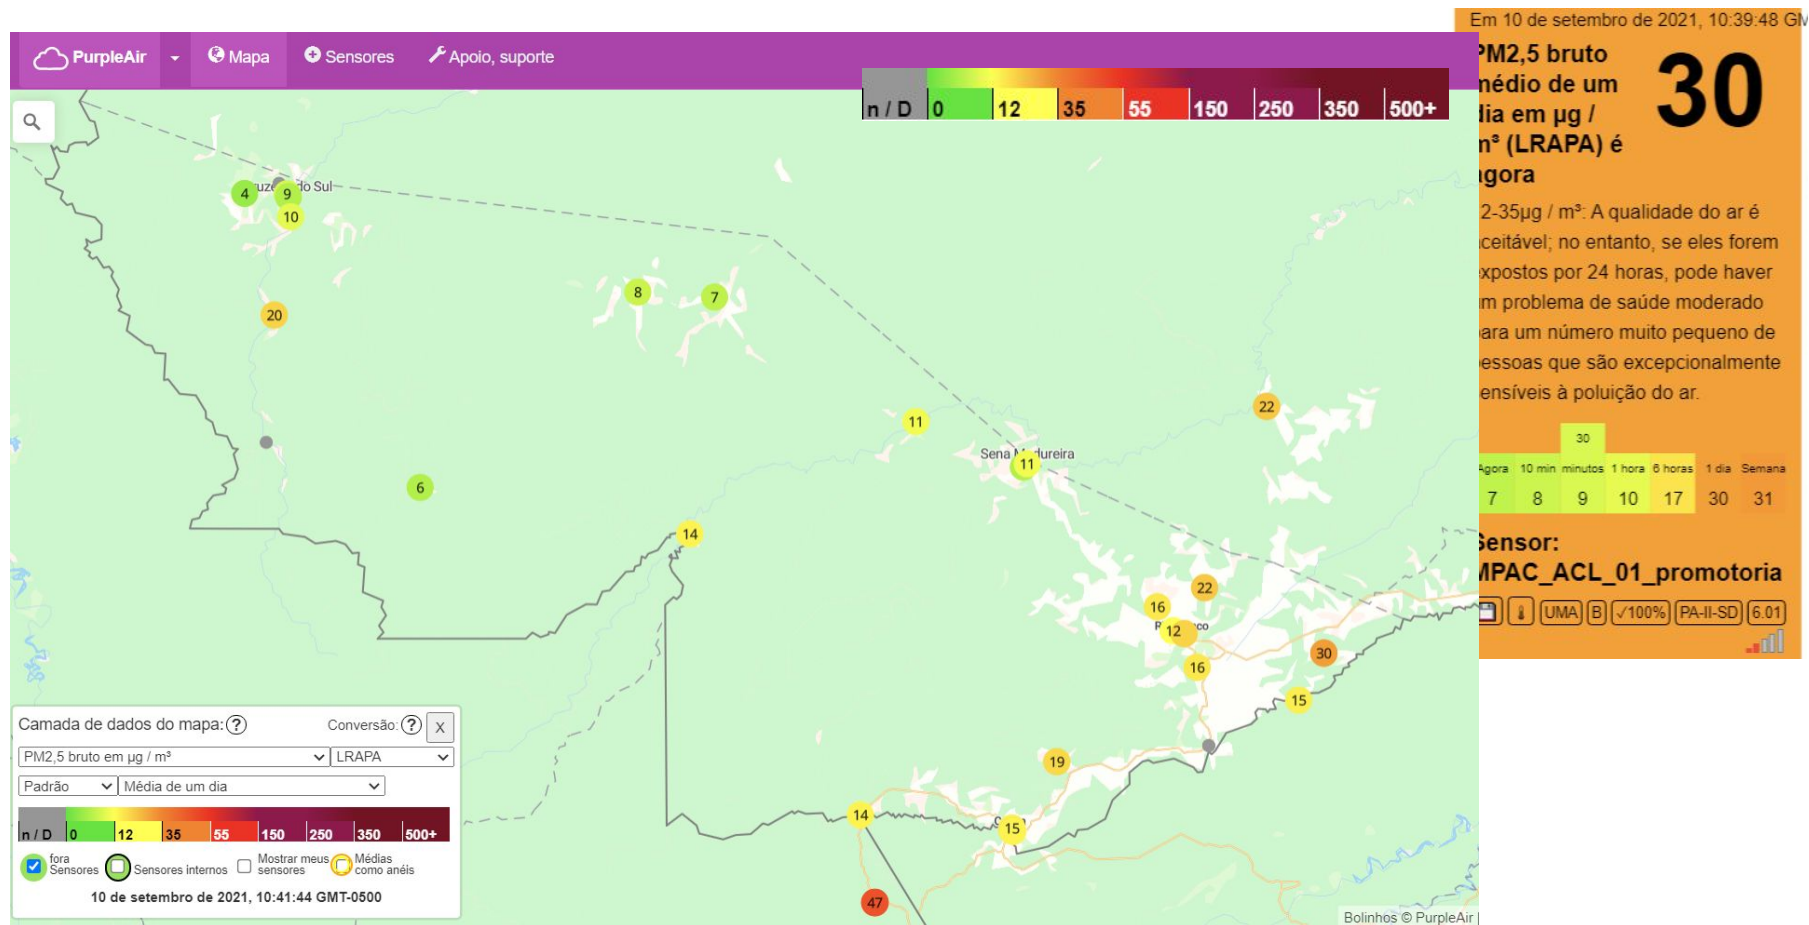 PurpleAir
Mapa
Sensores
Apoio, suporte
n / D 0 12 35 55 150 250 350 500+
do Sul
4
9
10
20
8
7
6
11
Sena
11
22
14
22
16
12
16
30
15
19
14
15
47
Camada de dados do mapa: ?
Conversão: ? X
PM2,5 bruto em µg / m³ LRAPA
Padrão Média de um dia
n / D 0 12 35 55 150 250 350 500+
fora
Sensores
Sensores internos
Mostrar meus
sensores
Médias
como anéis
10 de setembro de 2021, 10:41:44 GMT-0500
Bolinhos © PurpleAir |
Em 10 de setembro de 2021, 10:39:48 GM
PM2,5 bruto
médio de um
dia em µg /
m³ (LRAPA) é
agora
30
2-35µg / m³: A qualidade do ar é
aceitável; no entanto, se eles forem
expostos por 24 horas, pode haver
um problema de saúde moderado
para um número muito pequeno de
pessoas que são excepcionalmente
sensíveis à poluição do ar.
30
Agora 10 min minutos 1 hora 6 horas 1 dia Semana
7 8 9 10 17 30 31
Sensor:
MPAC_ACL_01_promotoria
UMA B ✓100% PA-II-SD 6.01